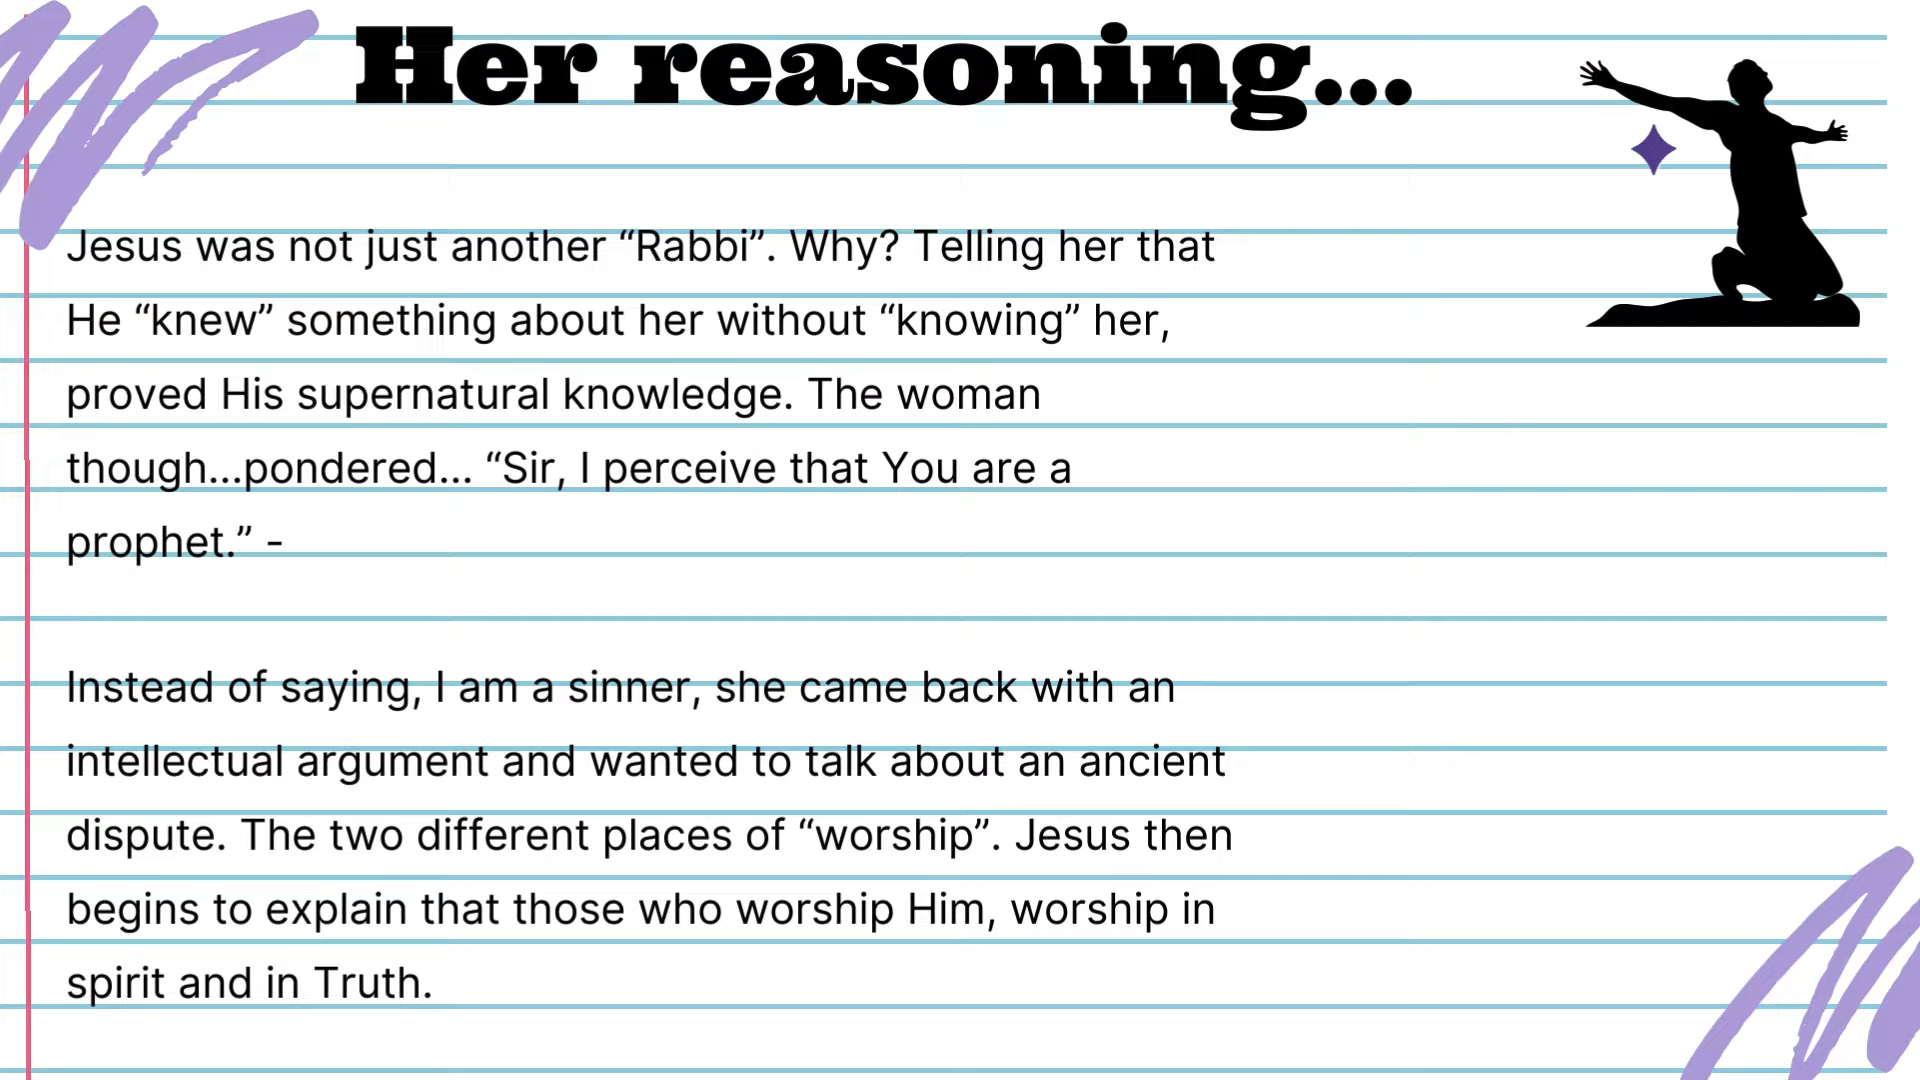 Her reasoning...
Jesus was not just another “Rabbi”. Why? Telling her that
He “knew” something about her without “knowing” her,
proved His supernatural knowledge. The woman
though...pondered... “Sir, I perceive that You are a
prophet.” -
Instead of saying, I am a sinner, she came back with an
intellectual argument and wanted to talk about an ancient
dispute. The two different places of “worship”. Jesus then
begins to explain that those who worship Him, worship in
spirit and in Truth.